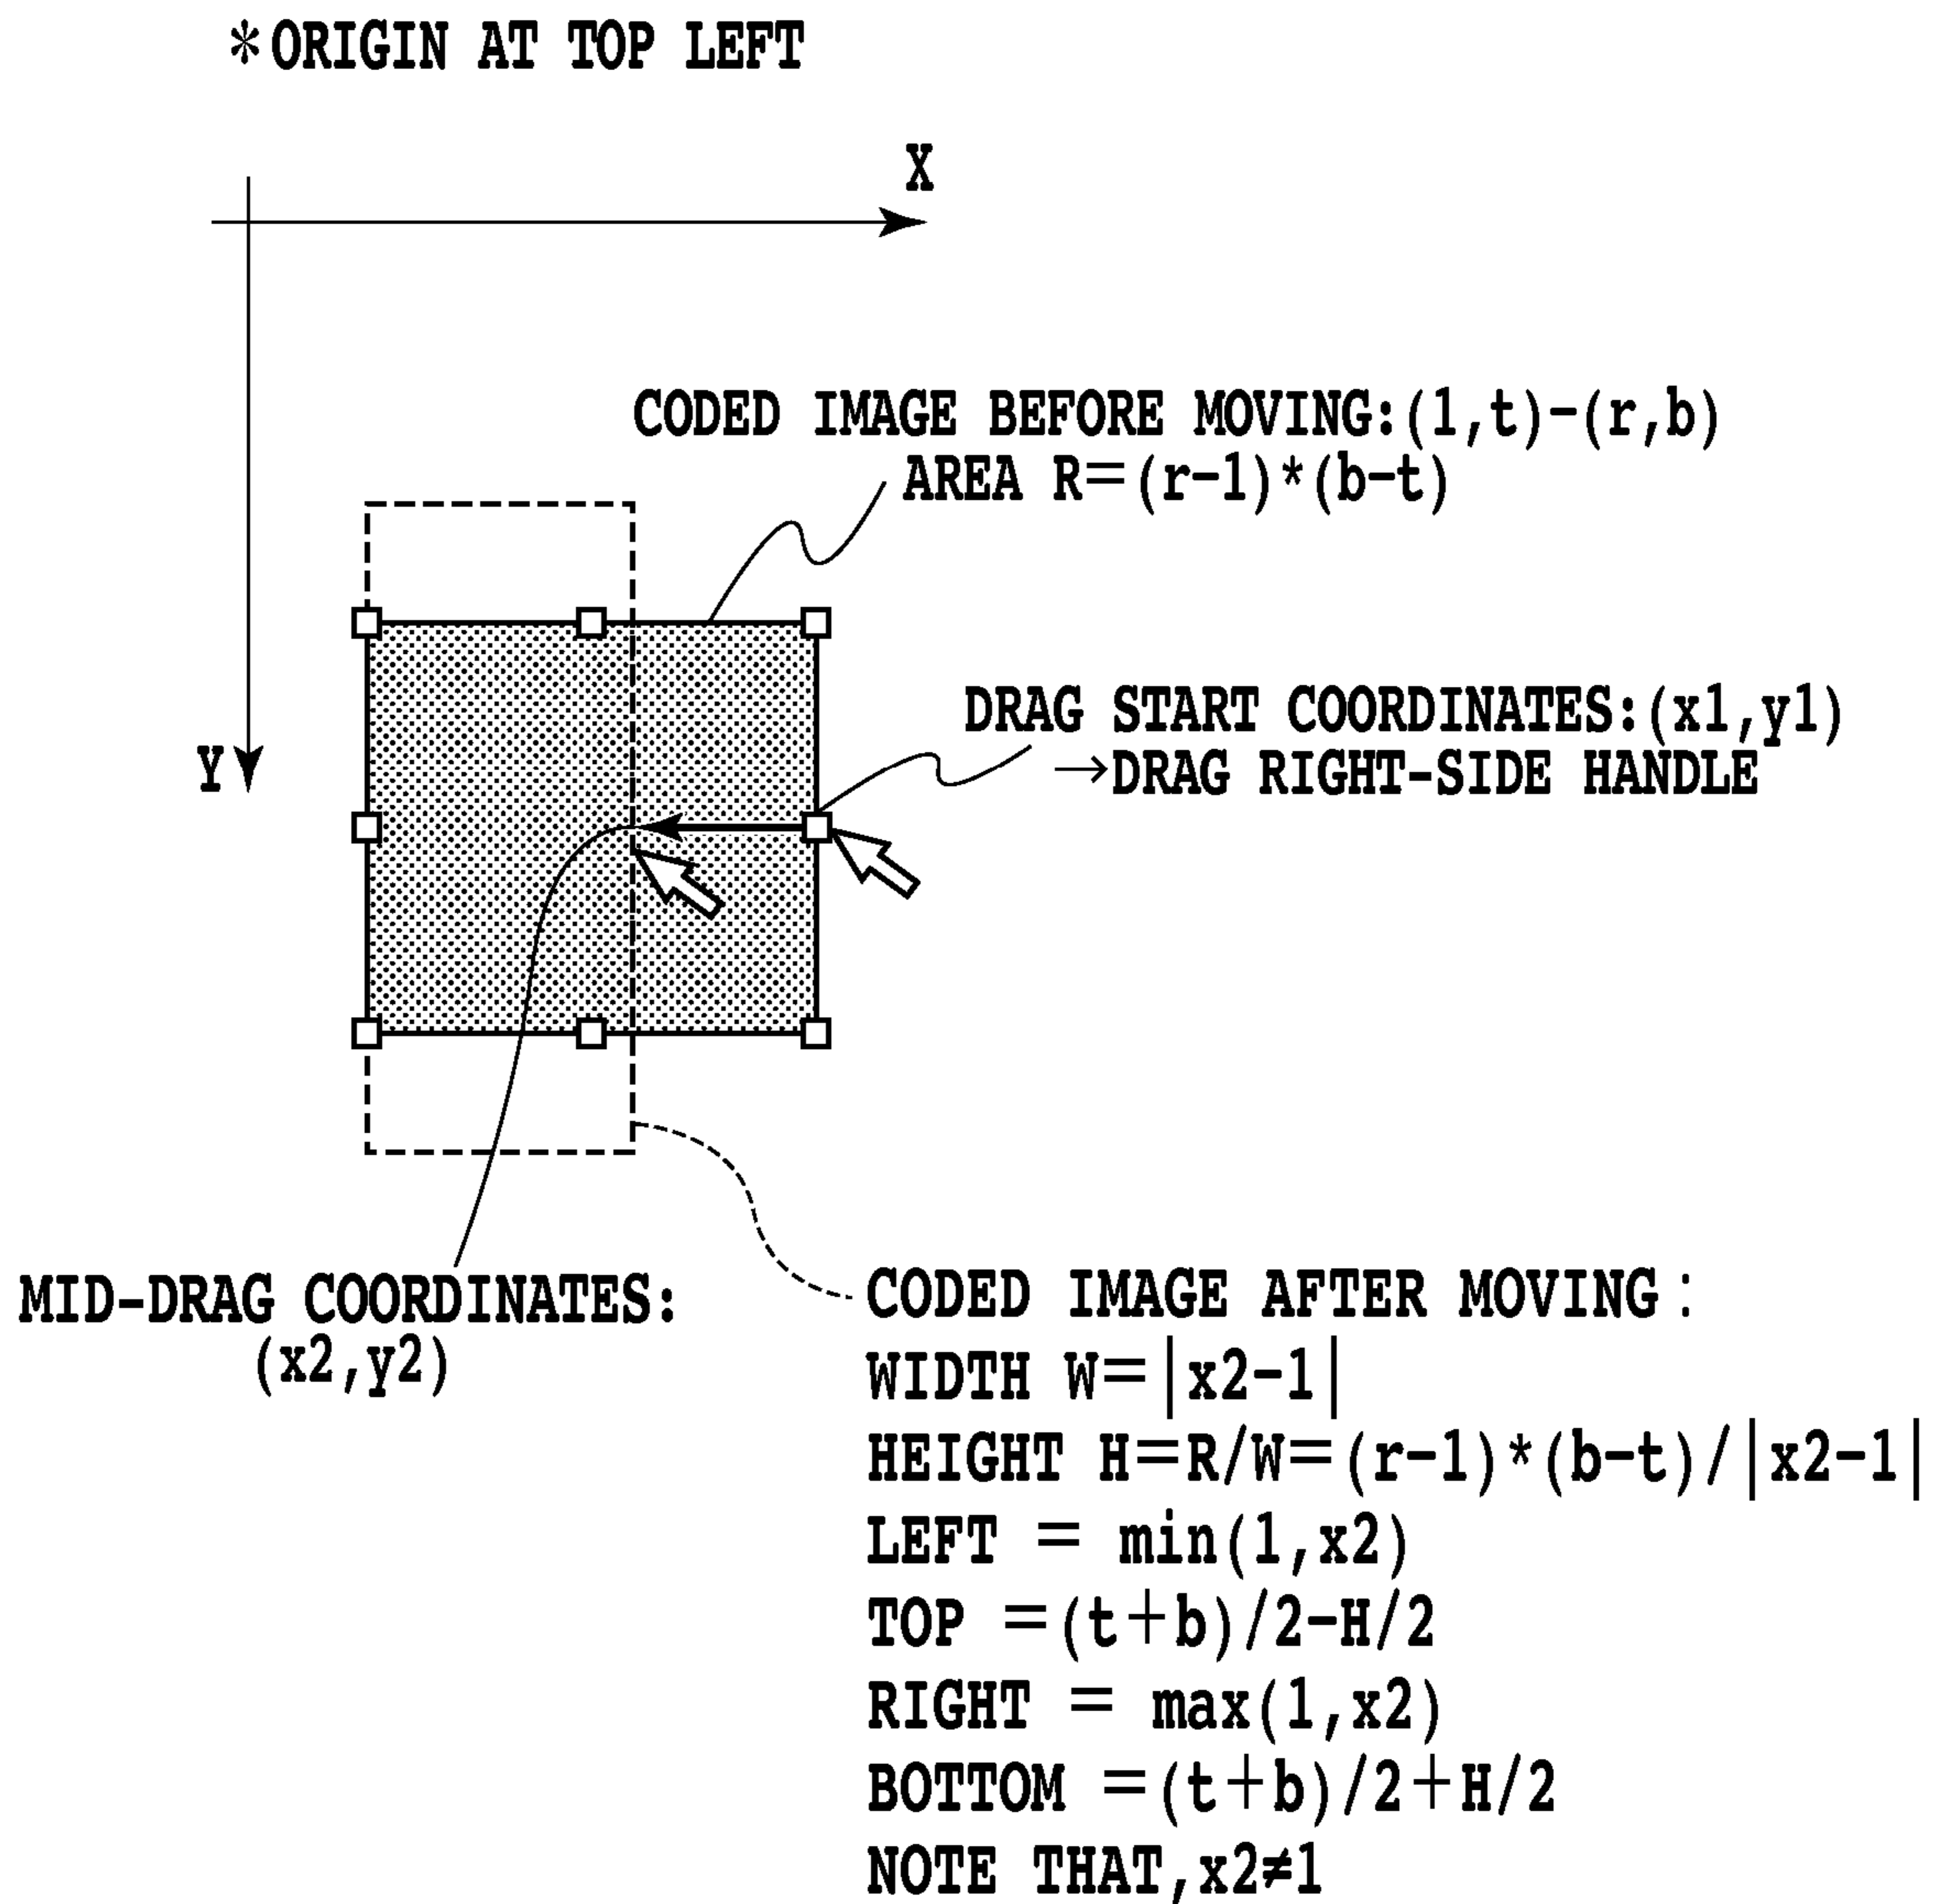 *ORIGIN AT TOP LEFT
X
CODED IMAGE BEFORE MOVING:(1,t)-(r,b)
AREA R=(r-1)*(b-t)
DRAG START COORDINATES:(x1,y1)
→DRAG RIGHT-SIDE HANDLE
Y
MID-DRAG COORDINATES:
(x2,y2)
CODED IMAGE AFTER MOVING:
WIDTH W=|x2-1|
HEIGHT H=R/W=(r-1)*(b-t)/|x2-1|
LEFT = min(1,x2)
TOP =(t+b)/2-H/2
RIGHT = max(1,x2)
BOTTOM =(t+b)/2+H/2
NOTE THAT,x2≠1